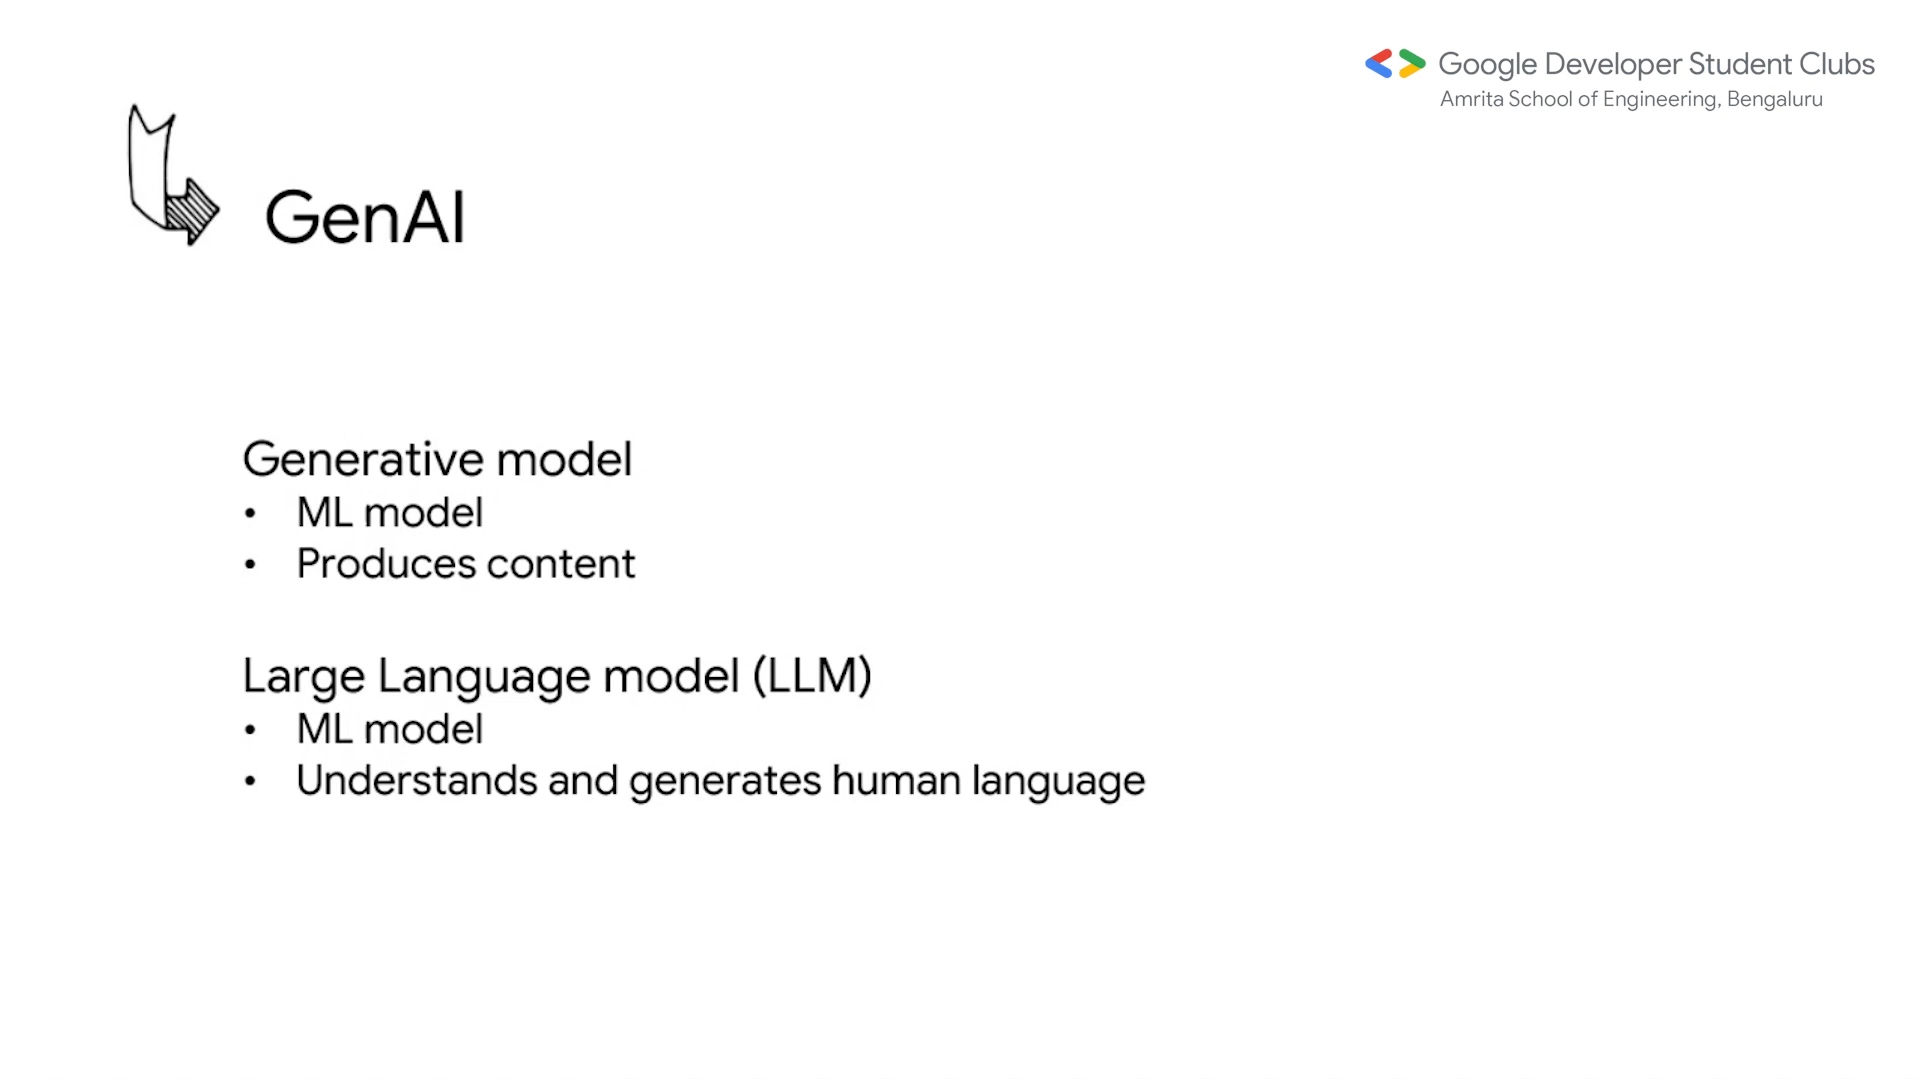 Google Developer Student Clubs
Amrita School of Engineering, Bengaluru
GenAI
Generative model
• ML model
• Produces content
Large Language model (LLM)
• ML model
• Understands and generates human language